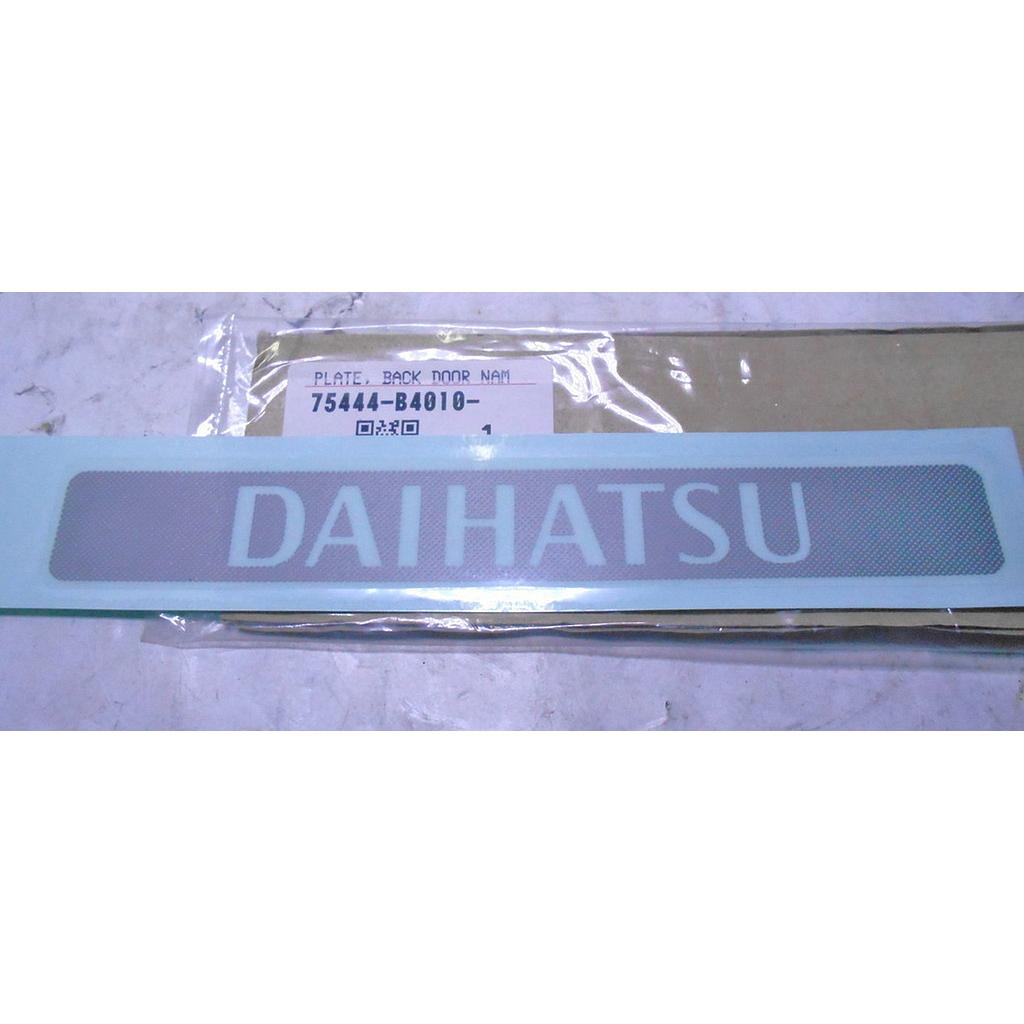 PLATE, BACK DOOR NAM
75444-B4010-
1
DAIHATSU